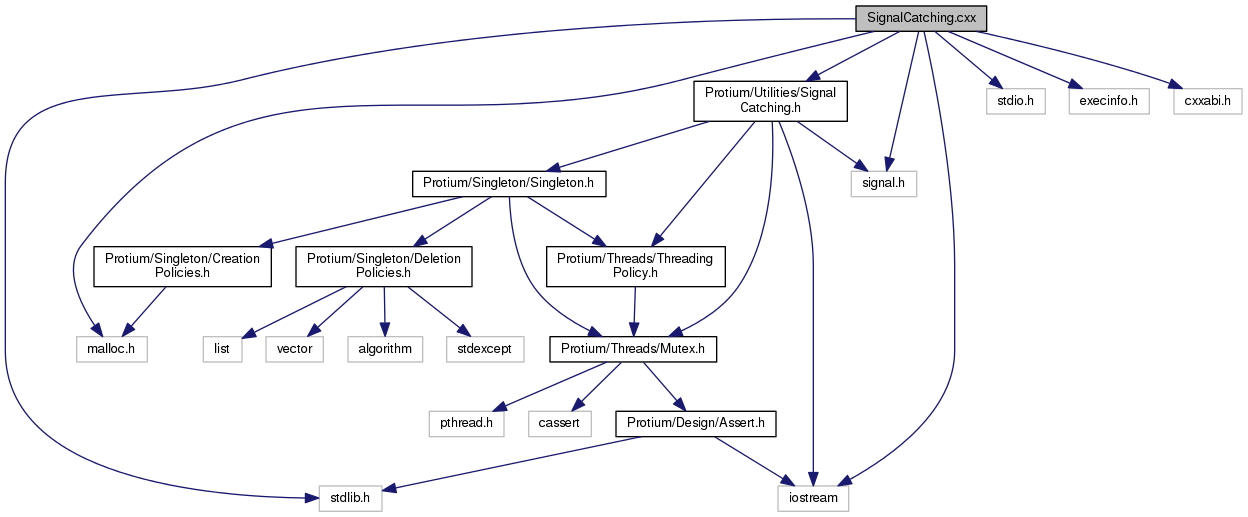 SignalCatching.cxx
Protium/Utilities/Signal
Catching.h
stdio.h
execinfo.h
cxxabi.h
Protium/Singleton/Singleton.h
signal.h
Protium/Singleton/Creation
Policies.h
Protium/Singleton/Deletion
Policies.h
Protium/Threads/Threading
Policy.h
malloc.h
list
vector
algorithm
stdexcept
Protium/Threads/Mutex.h
pthread.h
cassert
Protium/Design/Assert.h
stdlib.h
iostream